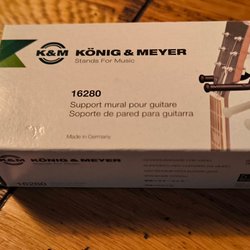 K&M KÖNIG & MEYER
Stands For Music
16280
Support mural pour guitare
Soporte de pared para guitarra
Made in Germany
K&M KÖNIG & MEYER
16280